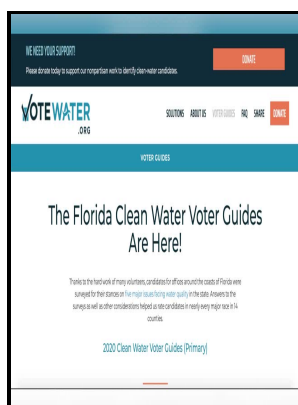 WE NEED YOUR SUPPORT!
Please donate today to support our nonpartisan work to identify clean-water candidates.
DONATE
VOTEWATER
.ORG
SOLUTIONS ABOUT US VOTER GUIDES FAQ SHARE DONATE
VOTER GUIDES
The Florida Clean Water Voter Guides
Are Here!
Thanks to the hard work of many volunteers, candidates for offices around the coasts of Florida were
surveyed for their stances on five major issues facing water quality in the state. Answers to the
surveys as well as other considerations helped us rate candidates in nearly every major race in 14
counties.
2020 Clean Water Voter Guides (Primary)